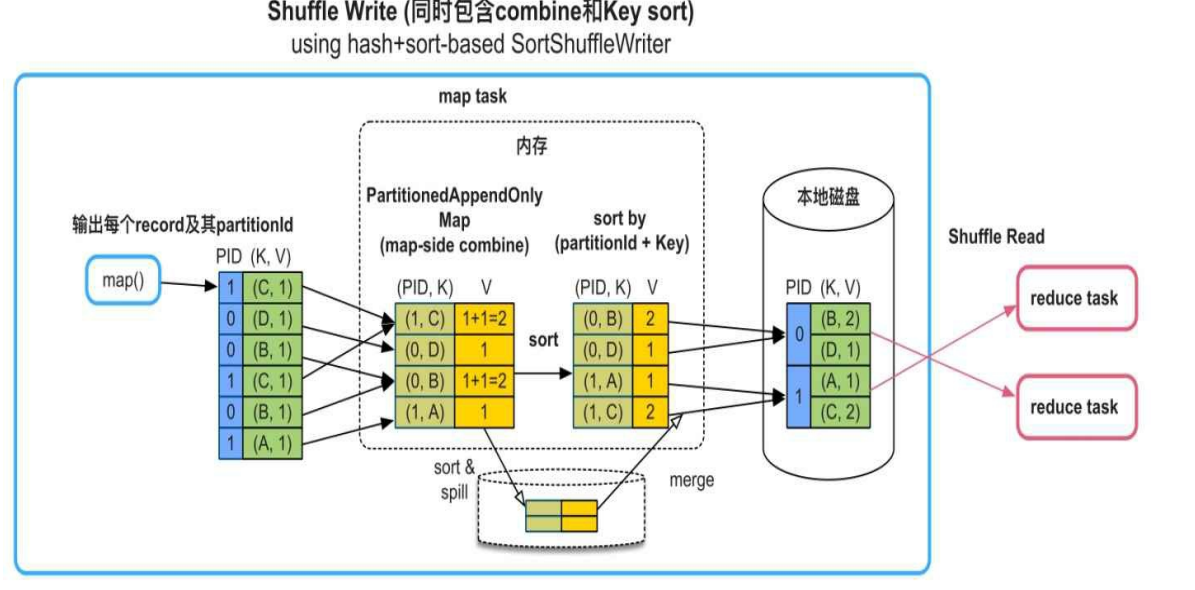 Shuffle Write (同时包含combine和Key sort)
using hash+sort-based SortShuffleWriter
map task
内存
输出每个record及其partitionId
PID (K, V)
map()
1 (C, 1)
0 (D, 1)
0 (B, 1)
1 (C, 1)
0 (B, 1)
1 (A, 1)
PartitionedAppendOnly
Map
(map-side combine)
(PID, K) V
(1, C) 1+1=2
(0, D) 1
(0, B) 1+1=2
(1, A) 1
sort
sort by
(partitionId + Key)
(PID, K) V
(0, B) 2
(0, D) 1
(1, A) 1
(1, C) 2
sort &
spill
merge
本地磁盘
PID (K, V)
0 (B, 2)
(D, 1)
1 (A, 1)
(C, 2)
Shuffle Read
reduce task
reduce task